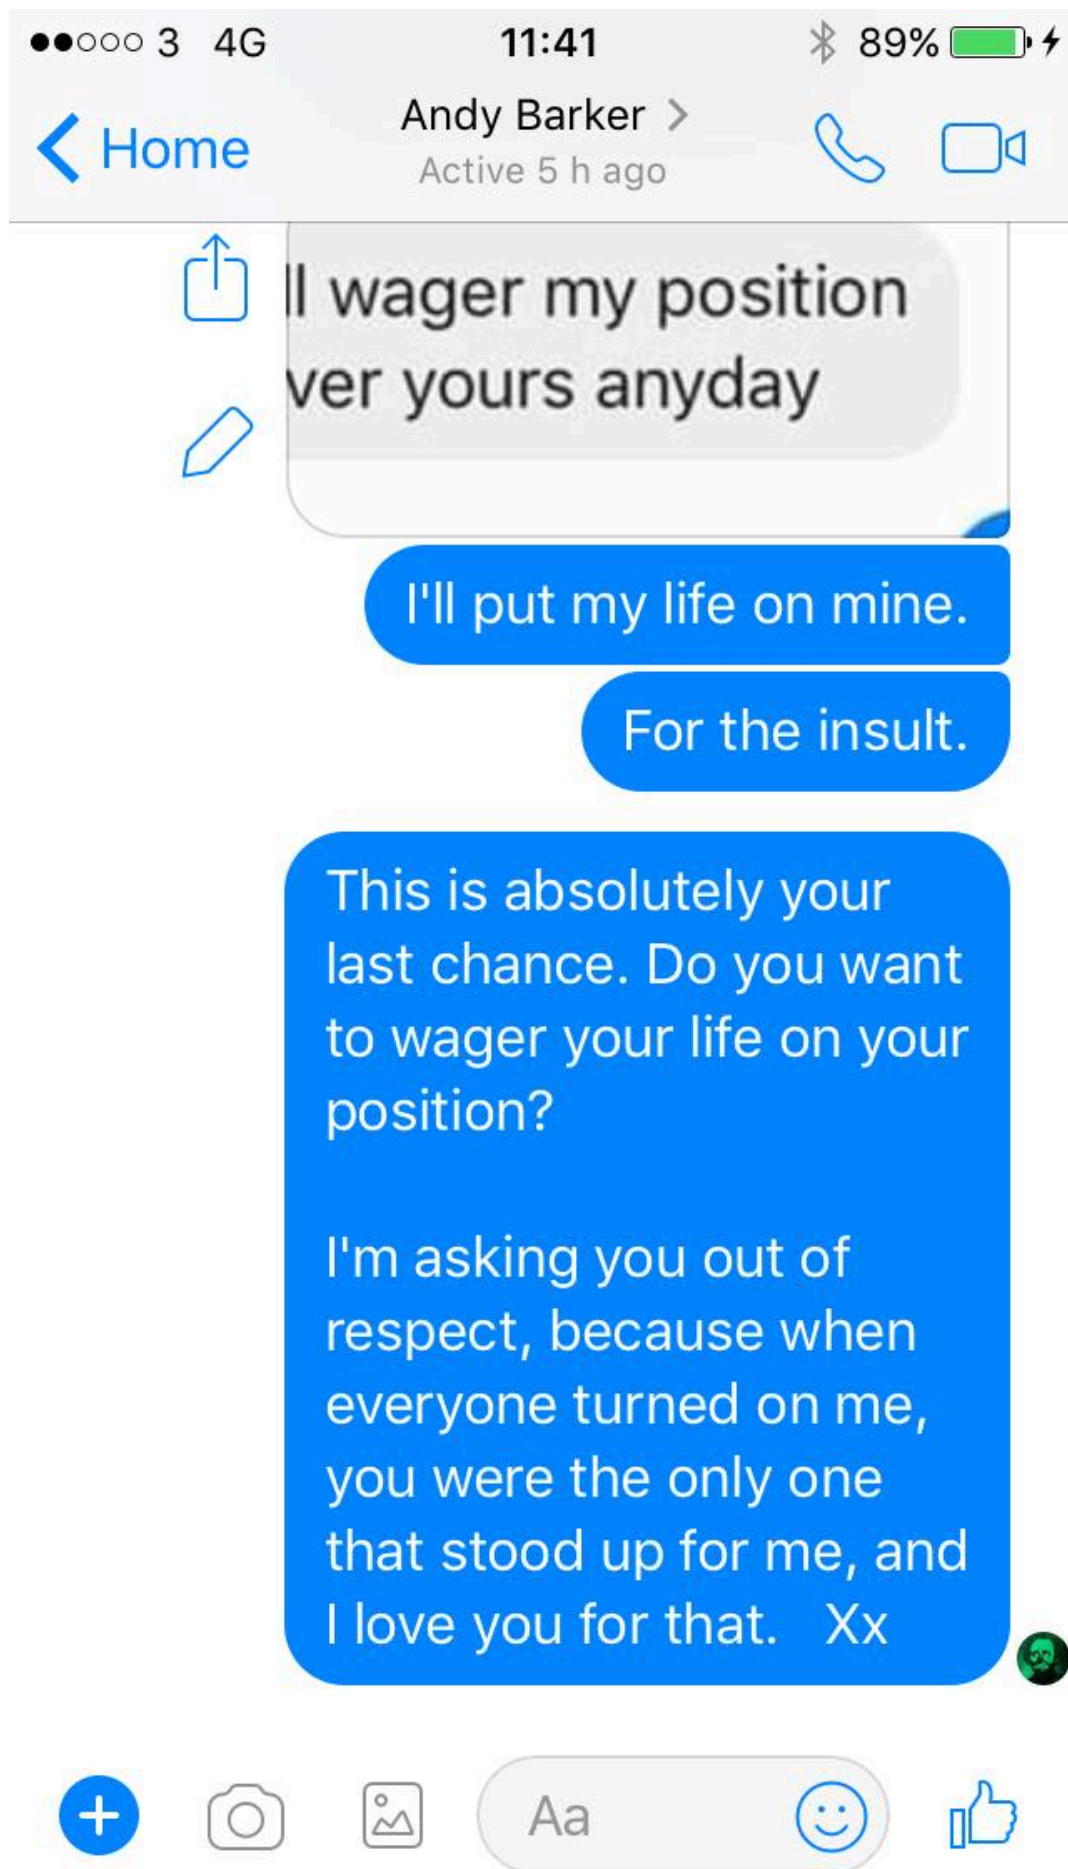 3 4G 11:41 89%
Home
Andy Barker
Active 5 h ago
ll wager my position
ver yours anyday
I'll put my life on mine.
For the insult.
This is absolutely your
last chance. Do you want
to wager your life on your
position?
I'm asking you out of
respect, because when
everyone turned on me,
you were the only one
that stood up for me, and
I love you for that. Xx
Aa